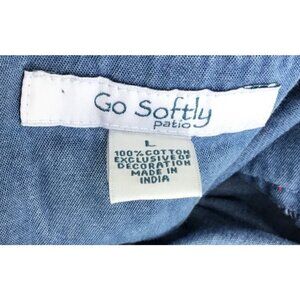 Go Softly
patio
L
100% COTTON
EXCLUSIVE OF
DECORATION
MADE IN
INDIA